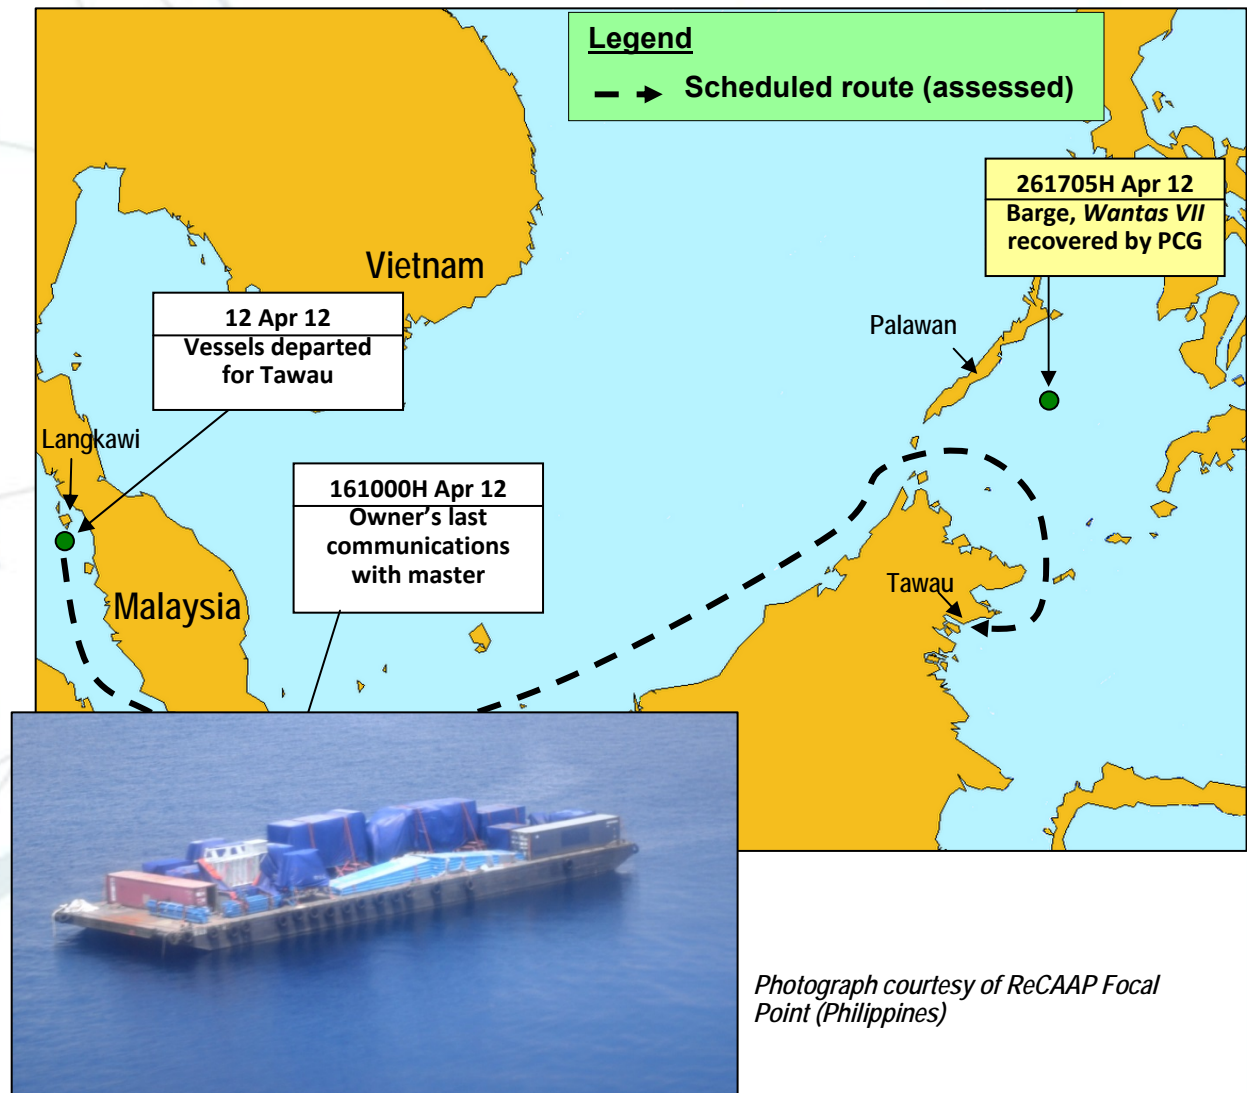 Legend
Scheduled route (assessed)
261705H Apr 12
Barge, Wantas VII
recovered by PCG
Vietnam
12 Apr 12
Vessels departed
for Tawau
Palawan
Langkawi
161000H Apr 12
Owner's last
communications
with master
Malaysia
Tawau
Photograph courtesy of ReCAAP Focal
Point (Philippines)